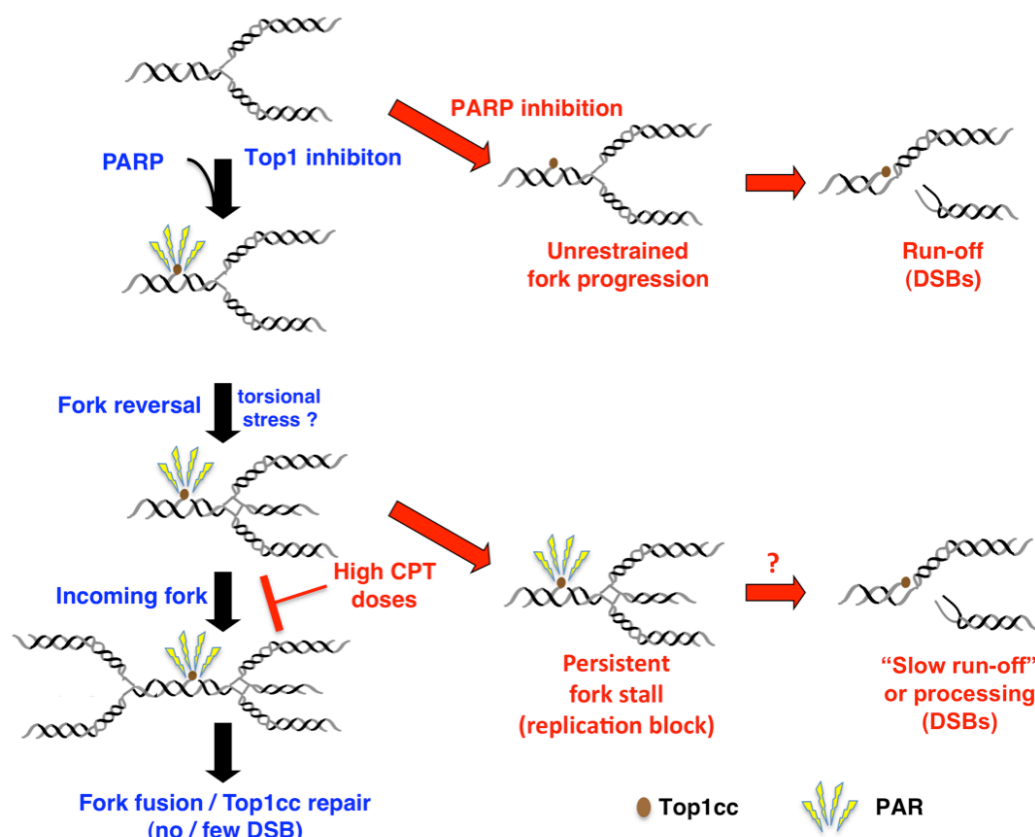 PARP inhibition
PARP
Top1 inhibiton
Unrestrained
fork progression
Run-off
(DSBs)
Fork reversal
torsional
stress ?
High CPT
doses
?
Incoming fork
Persistent
fork stall
(replication block)
“Slow run-off”
or processing
(DSBs)
Fork fusion / Top1cc repair
(no / few DSB)
Top1cc
PAR